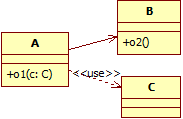 B
A
+o2()
+o1(c: C)
<<use>>
C